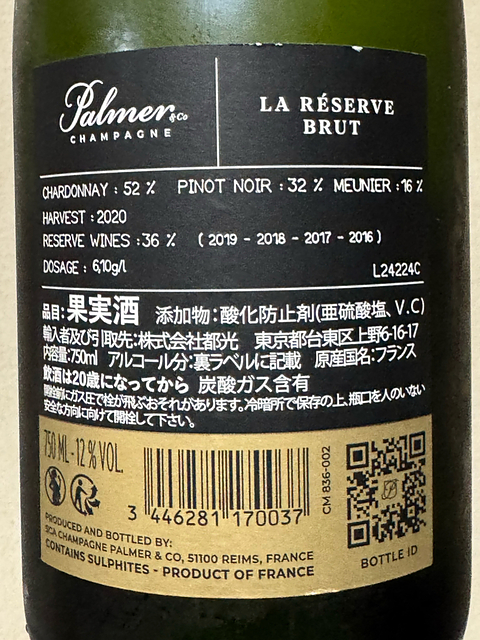 Palmer & Co
CHAMPAGNE
LA RÉSERVE
BRUT
CHARDONNAY : 52 % PINOT NOIR : 32 % MEUNIER : 16 %
HARVEST : 2020
RESERVE WINES : 36 % ( 2019 - 2018 - 2017 - 2016 )
DOSAGE : 6,10g/l L24224C
品目:果実酒 添加物:酸化防止剤(亜硫酸塩、V.C)
輸入者及び引取先:株式会社都光 東京都台東区上野6-16-17
内容量:750ml アルコール分:裏ラベルに記載 原産国名:フランス
飲酒は20歳になってから 炭酸ガス含有
開栓前にガス圧で栓が飛ぶおそれがあります。冷暗所で保存の上、瓶口を人のいない
安全な方向に向けて開栓して下さい。
750 ML - 12 % VOL.
3 446281 170037
CM 836-002
PRODUCED AND BOTTLED BY:
SCA CHAMPAGNE PALMER & CO, 51100 REIMS, FRANCE
CONTAINS SULPHITES - PRODUCT OF FRANCE
BOTTLE ID